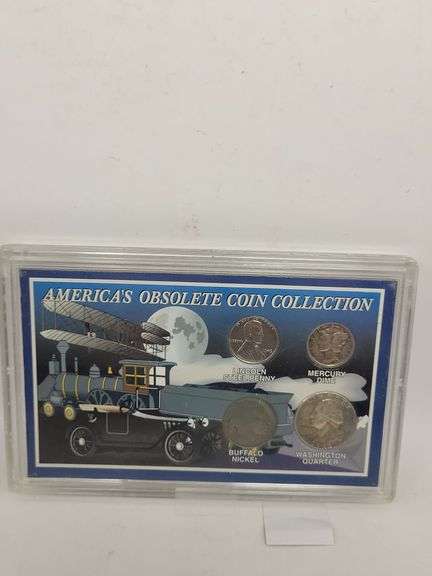 AMERICA'S OBSOLETE COIN COLLECTION
LINCOLN
STEEL PENNY
MERCURY
DIME
BUFFALO
NICKEL
WASHINGTON
QUARTER